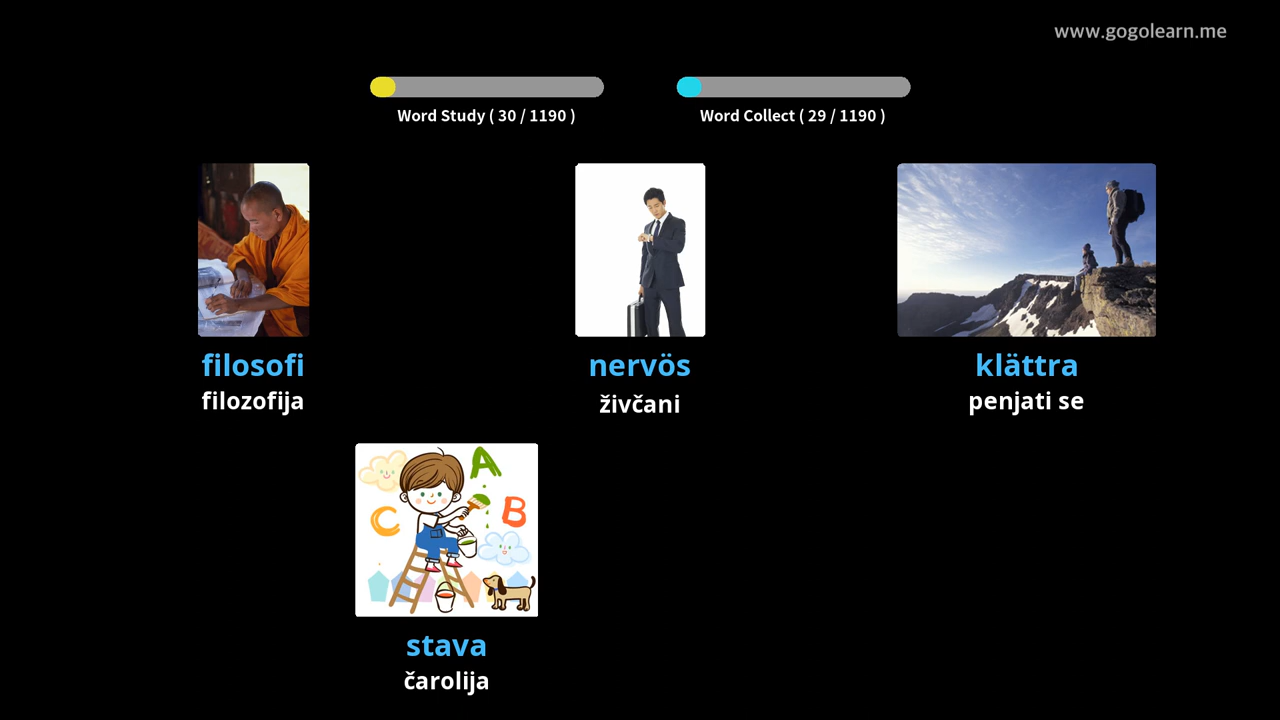 www.gogolearn.me
Word Study ( 30 / 1190 )
Word Collect ( 29 / 1190 )
filosofi
filozofija
nervös
živčani
klättra
penjati se
A
B
C
stava
čarolija